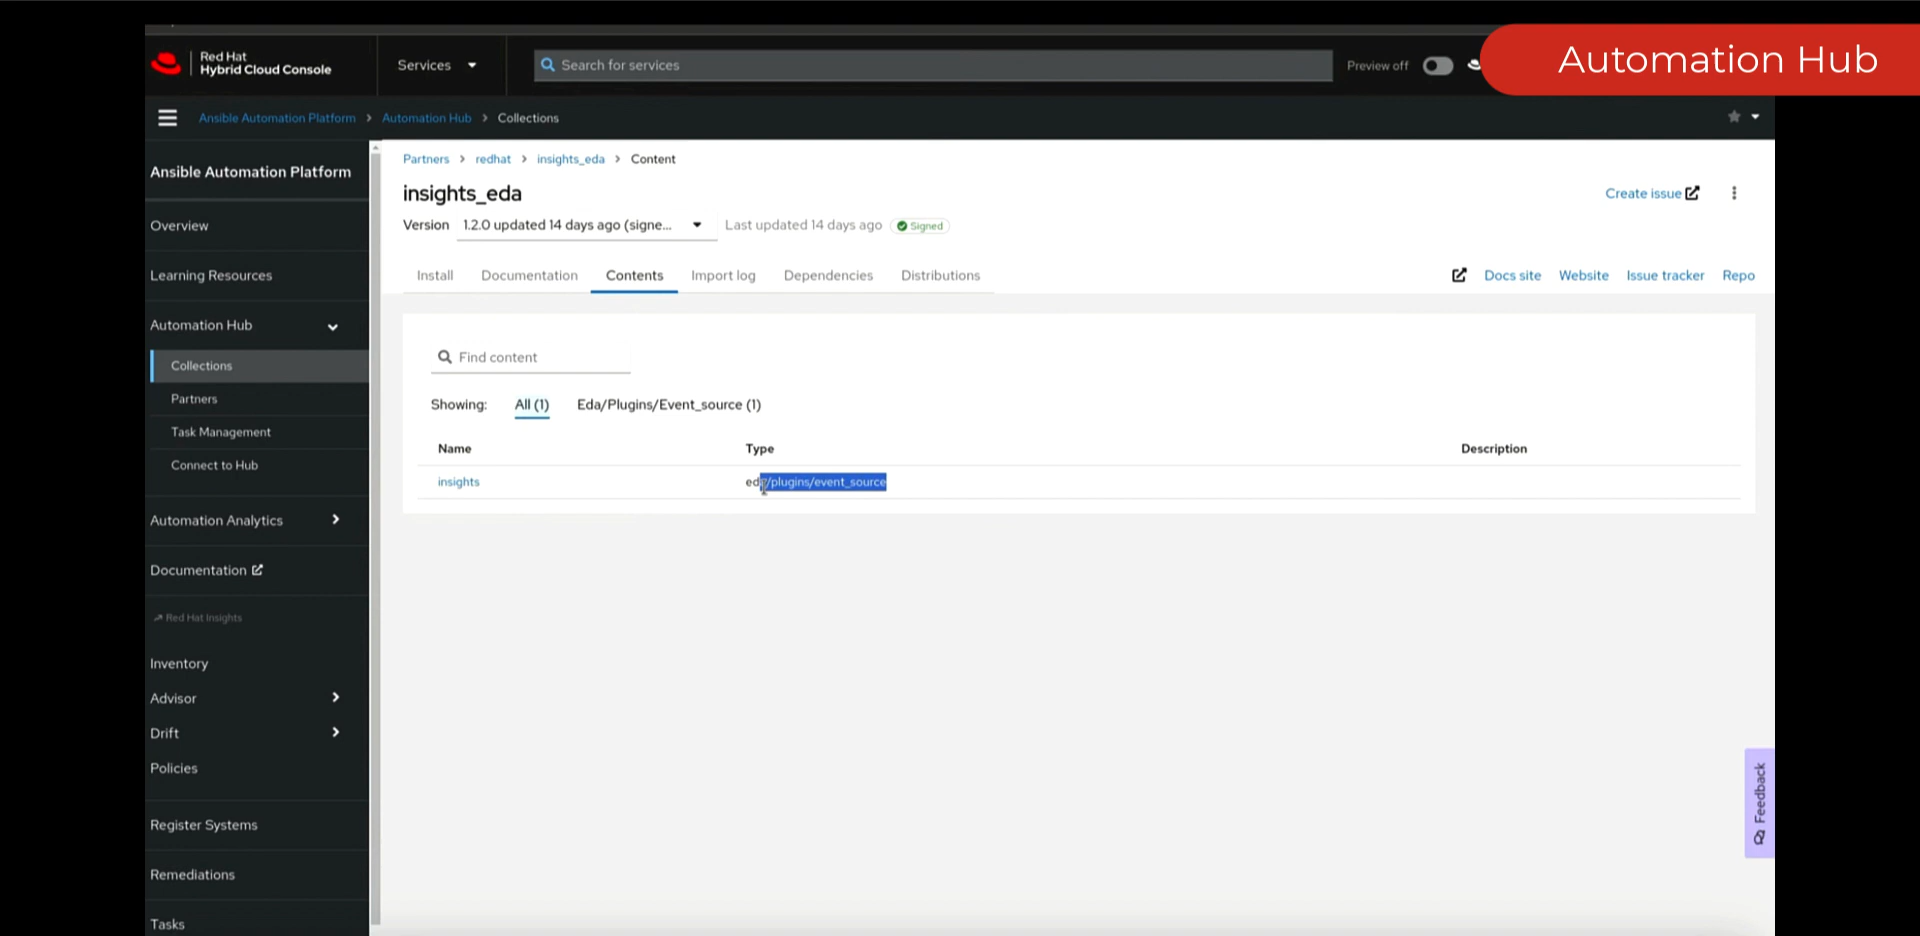 Automation Hub
Red Hat
Hybrid Cloud Console
Services
Search for services
Preview off
Ansible Automation Platform > Automation Hub > Collections
Ansible Automation Platform
Overview
Learning Resources
Automation Hub
Collections
Partners
Task Management
Connect to Hub
Automation Analytics
Documentation
Red Hat Insights
Inventory
Advisor
Drift
Policies
Register Systems
Remediations
Tasks
Partners > redhat > insights_eda > Content
insights_eda
Create issue
Version 1.2.0 updated 14 days ago (signe... Last updated 14 days ago Signed
Install Documentation Contents Import log Dependencies Distributions
Docs site Website Issue tracker Repo
Find content
Showing: All (1) Eda/Plugins/Event_source (1)
Name Type Description
insights eda/plugins/event_source
Feedback